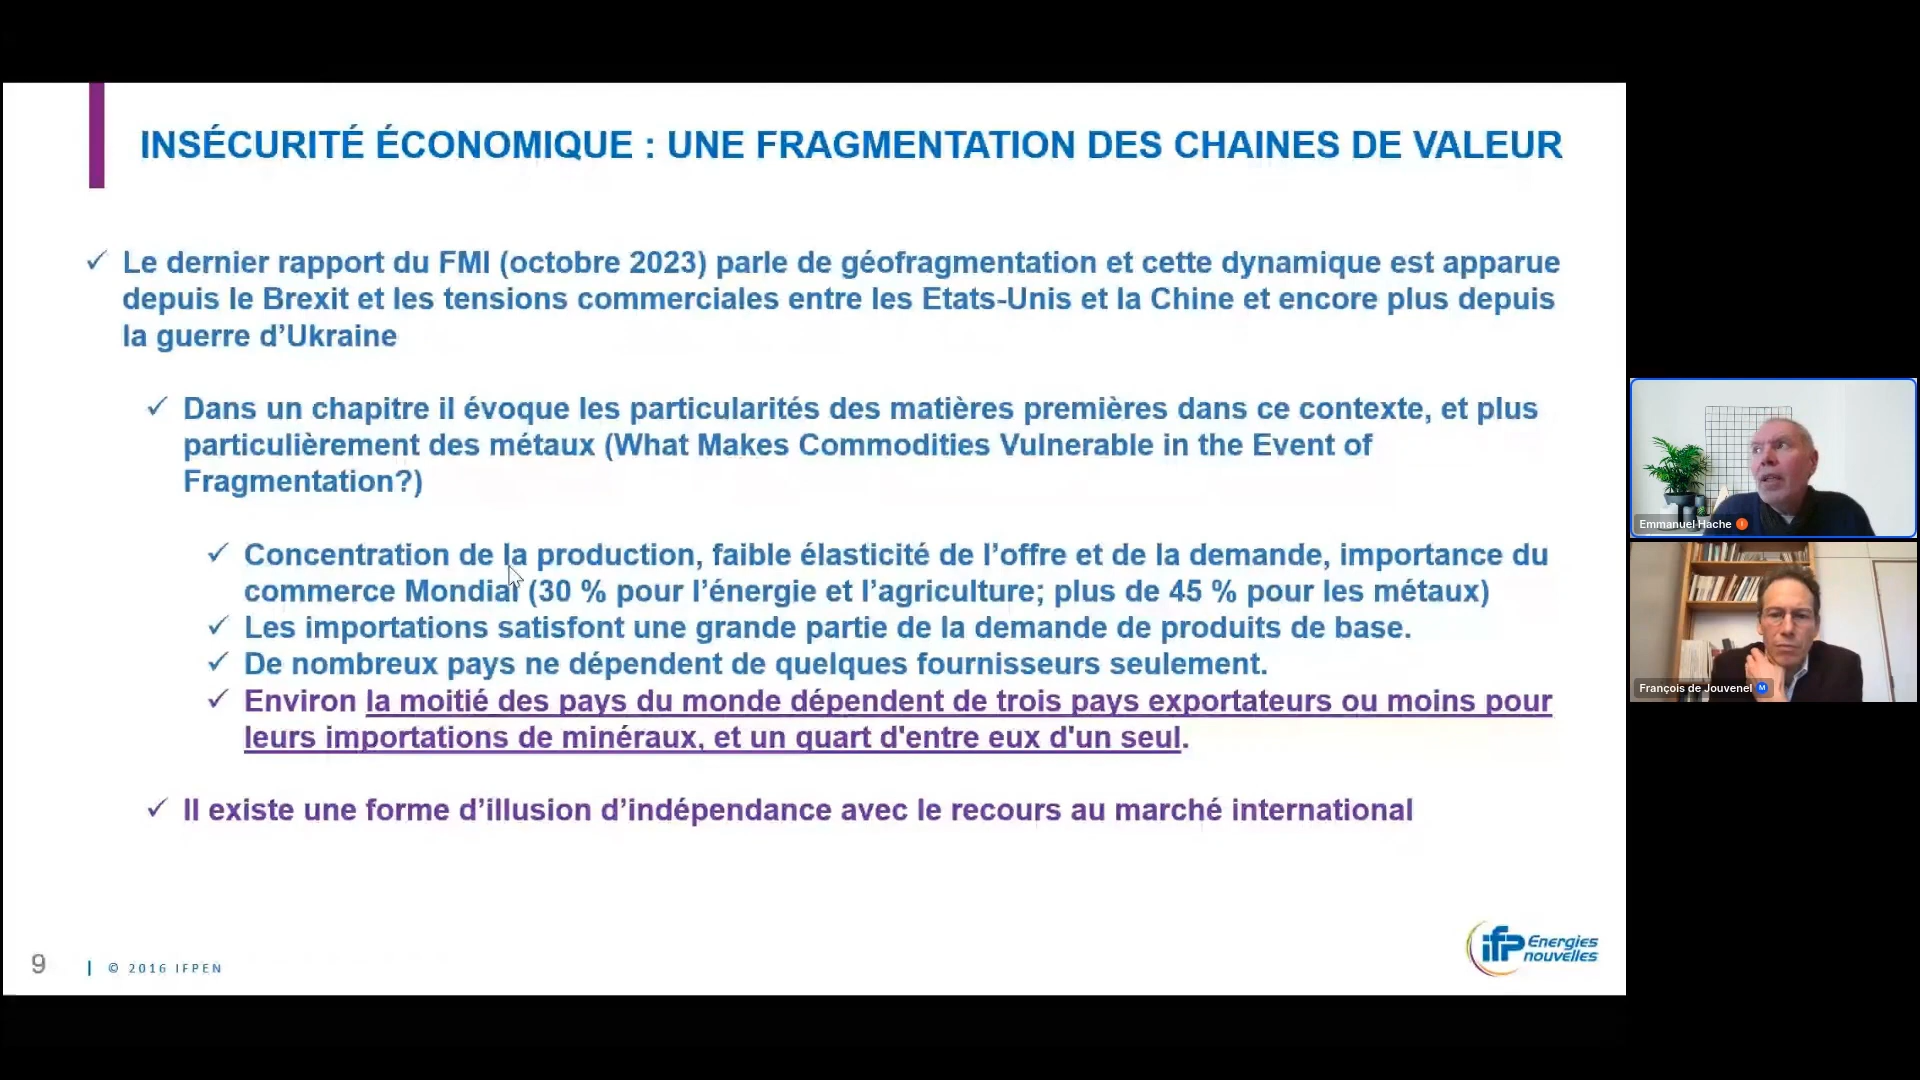 INSÉCURITÉ ÉCONOMIQUE : UNE FRAGMENTATION DES CHAINES DE VALEUR
✓ Le dernier rapport du FMI (octobre 2023) parle de géofragmentation et cette dynamique est apparue
depuis le Brexit et les tensions commerciales entre les Etats-Unis et la Chine et encore plus depuis
la guerre d’Ukraine
✓ Dans un chapitre il évoque les particularités des matières premières dans ce contexte, et plus
particulièrement des métaux (What Makes Commodities Vulnerable in the Event of
Fragmentation?)
✓ Concentration de la production, faible élasticité de l’offre et de la demande, importance du
commerce Mondial (30 % pour l’énergie et l’agriculture; plus de 45 % pour les métaux)
✓ Les importations satisfont une grande partie de la demande de produits de base.
✓ De nombreux pays ne dépendent de quelques fournisseurs seulement.
✓ Environ la moitié des pays du monde dépendent de trois pays exportateurs ou moins pour
leurs importations de minéraux, et un quart d'entre eux d'un seul.
✓ Il existe une forme d’illusion d’indépendance avec le recours au marché international
9 | © 2016 IFPEN
ifp Energies
nouvelles
Emmanuel Hache
François de Jouvenel M